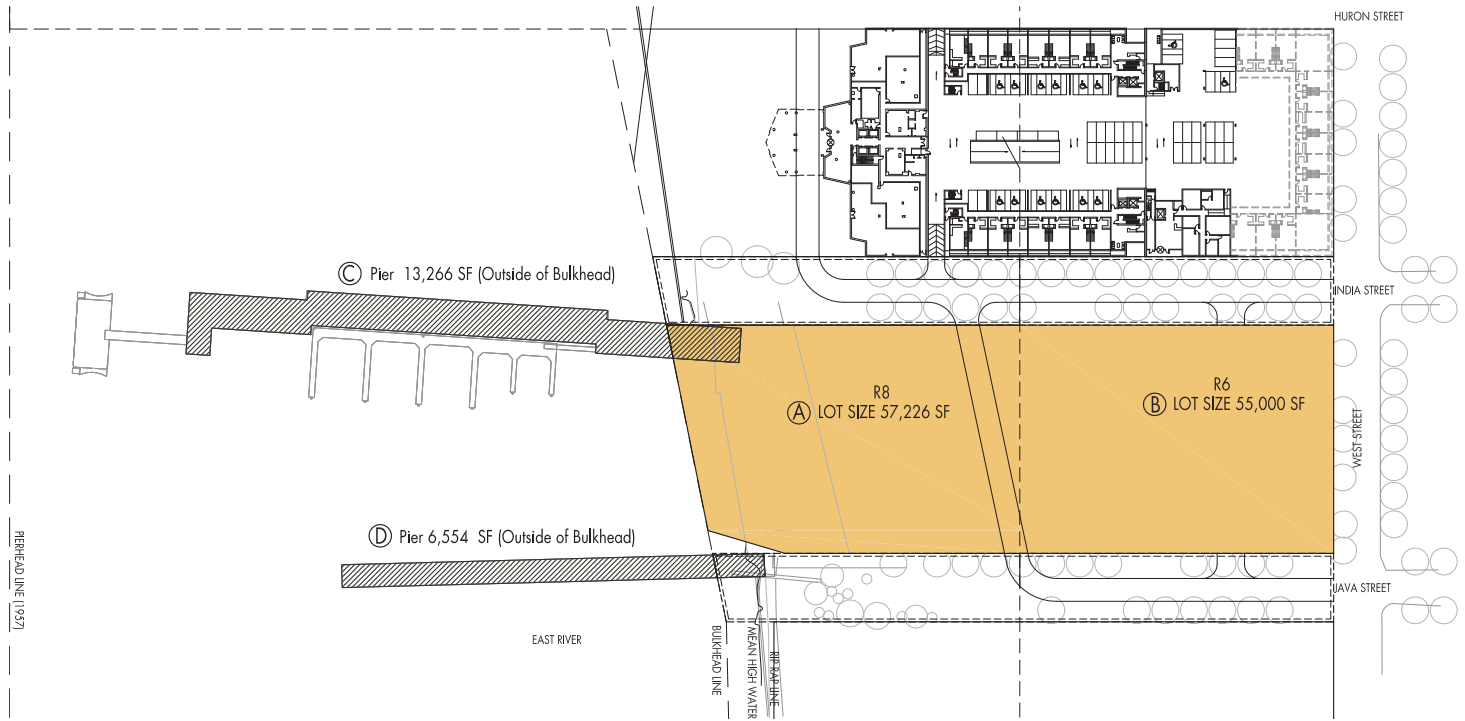 HURON STREET
C Pier 13,266 SF (Outside of Bulkhead)
INDIA STREET
R8
A LOT SIZE 57,226 SF
R6
B LOT SIZE 55,000 SF
WEST STREET
D Pier 6,554 SF (Outside of Bulkhead)
PIERHEAD LINE (1937)
JAVA STREET
EAST RIVER
BULKHEAD LINE
MEAN HIGH WATER
RIP RAP LINE